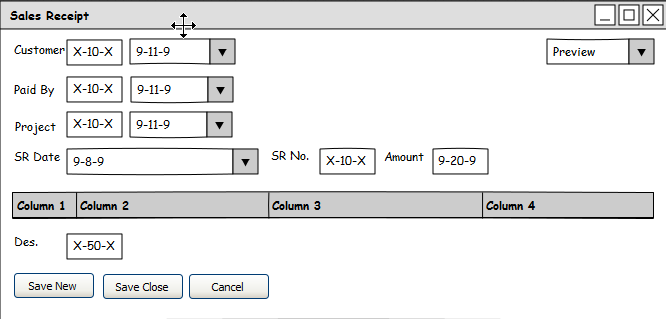 Sales Receipt
Customer X-10-X 9-11-9 Preview
Paid By X-10-X 9-11-9
Project X-10-X 9-11-9
SR Date 9-8-9 SR No. X-10-X Amount 9-20-9
Column 1 Column 2 Column 3 Column 4
Des. X-50-X
Save New Save Close Cancel